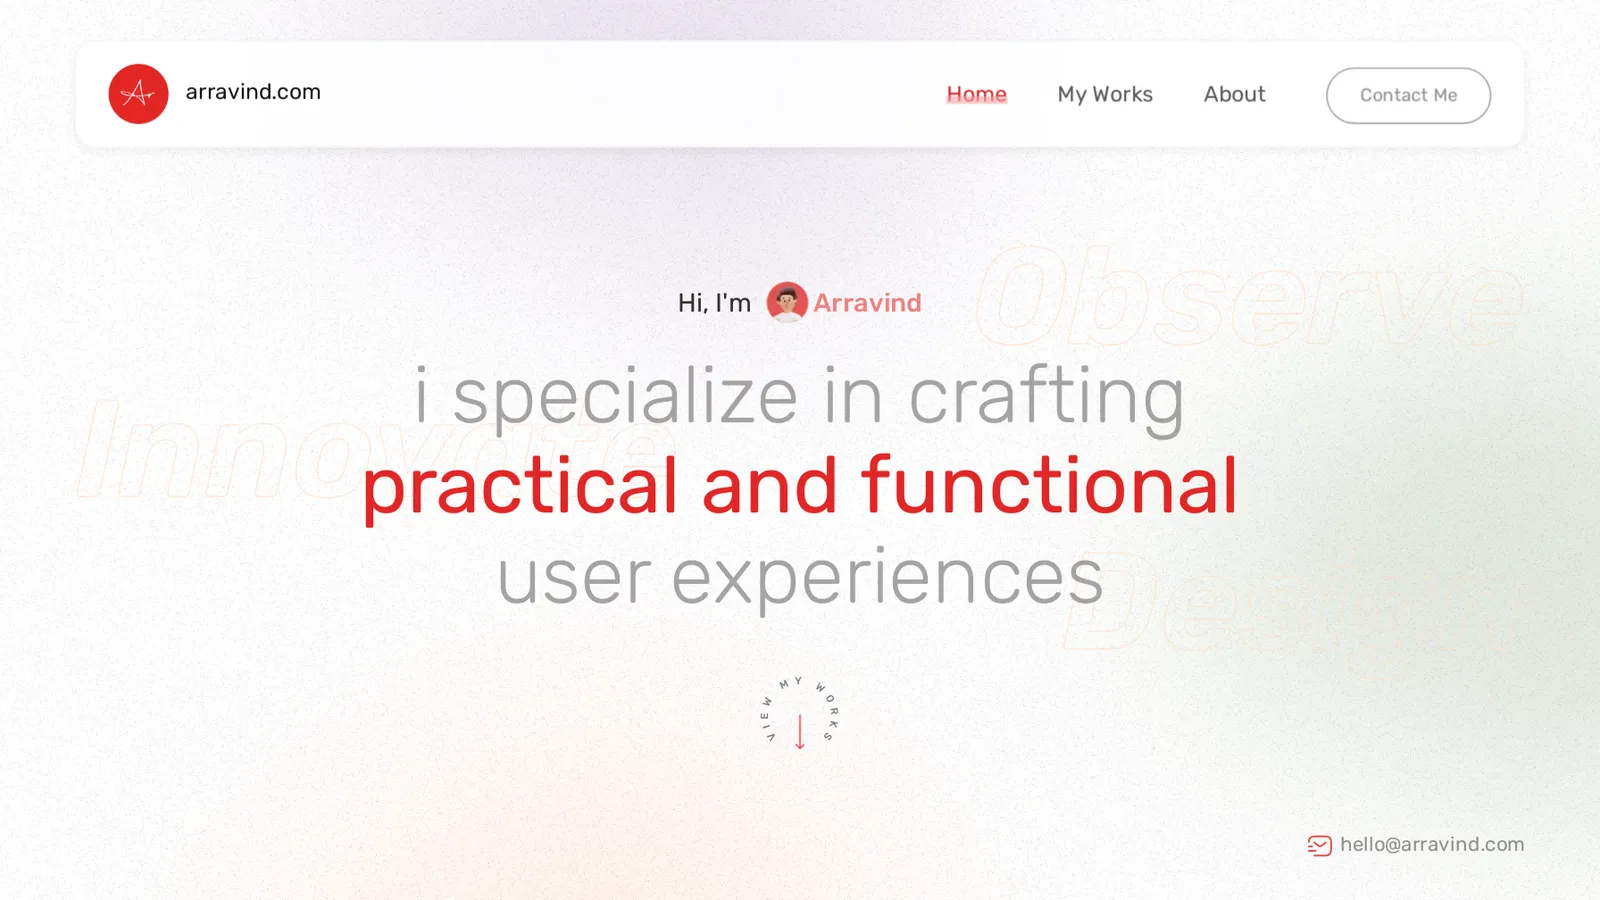 Ar
arravind.com
Home
My Works
About
Contact Me
Observe
Hi, I'm Arravind
i specialize in crafting
Innovate
practical and functional
user experiences
VIEW MY WORKS
hello@arravind.com